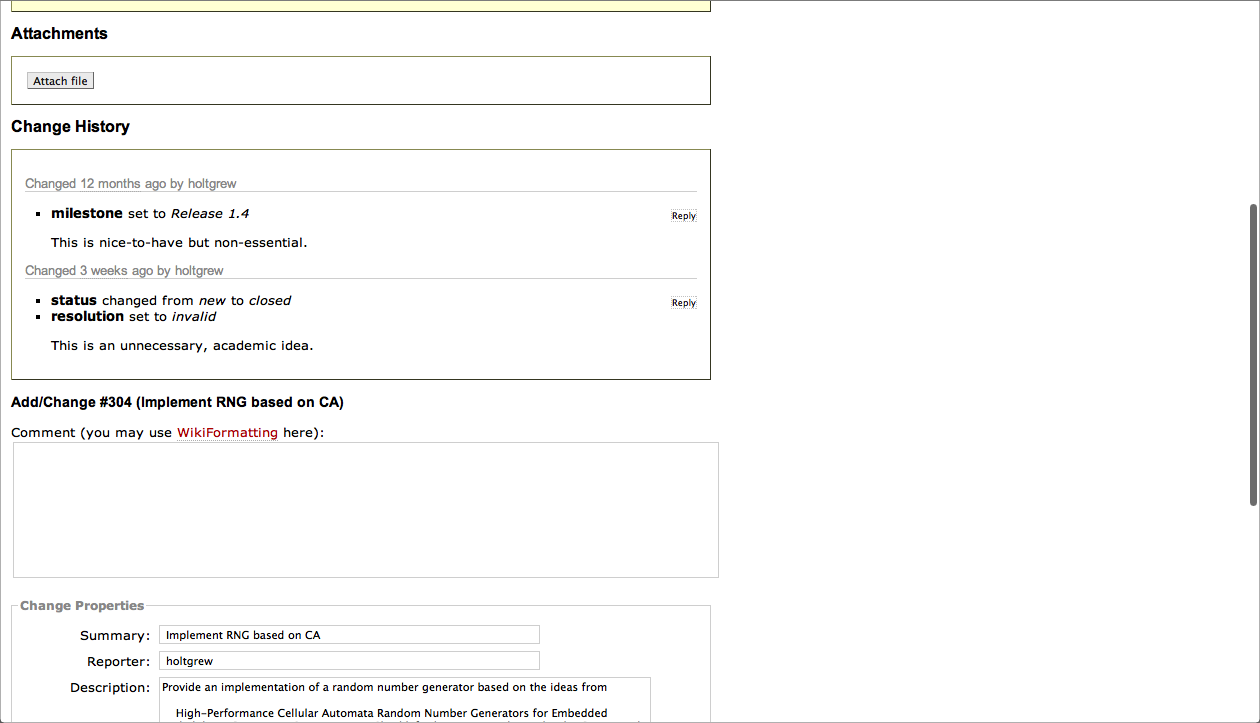 Attachments
Attach file
Change History
Changed 12 months ago by holtgrew
▪ milestone set to Release 1.4
Reply
This is nice-to-have but non-essential.
Changed 3 weeks ago by holtgrew
▪ status changed from new to closed
Reply
▪ resolution set to invalid
This is an unnecessary, academic idea.
Add/Change #304 (Implement RNG based on CA)
Comment (you may use WikiFormatting here):
Change Properties
Summary: Implement RNG based on CA
Reporter: holtgrew
Description: Provide an implementation of a random number generator based on the ideas from
High-Performance Cellular Automata Random Number Generators for Embedded